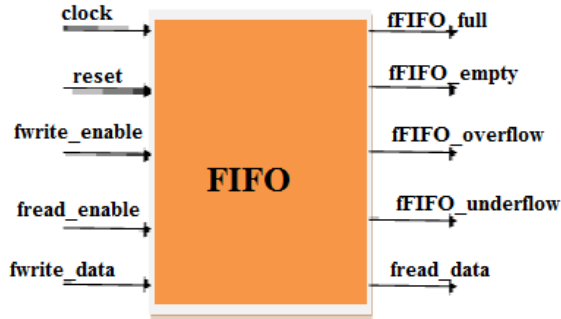 clock
reset
fwrite_enable
fread_enable
fwrite_data
FIFO
fFIFO_full
fFIFO_empty
fFIFO_overflow
fFIFO_underflow
fread_data